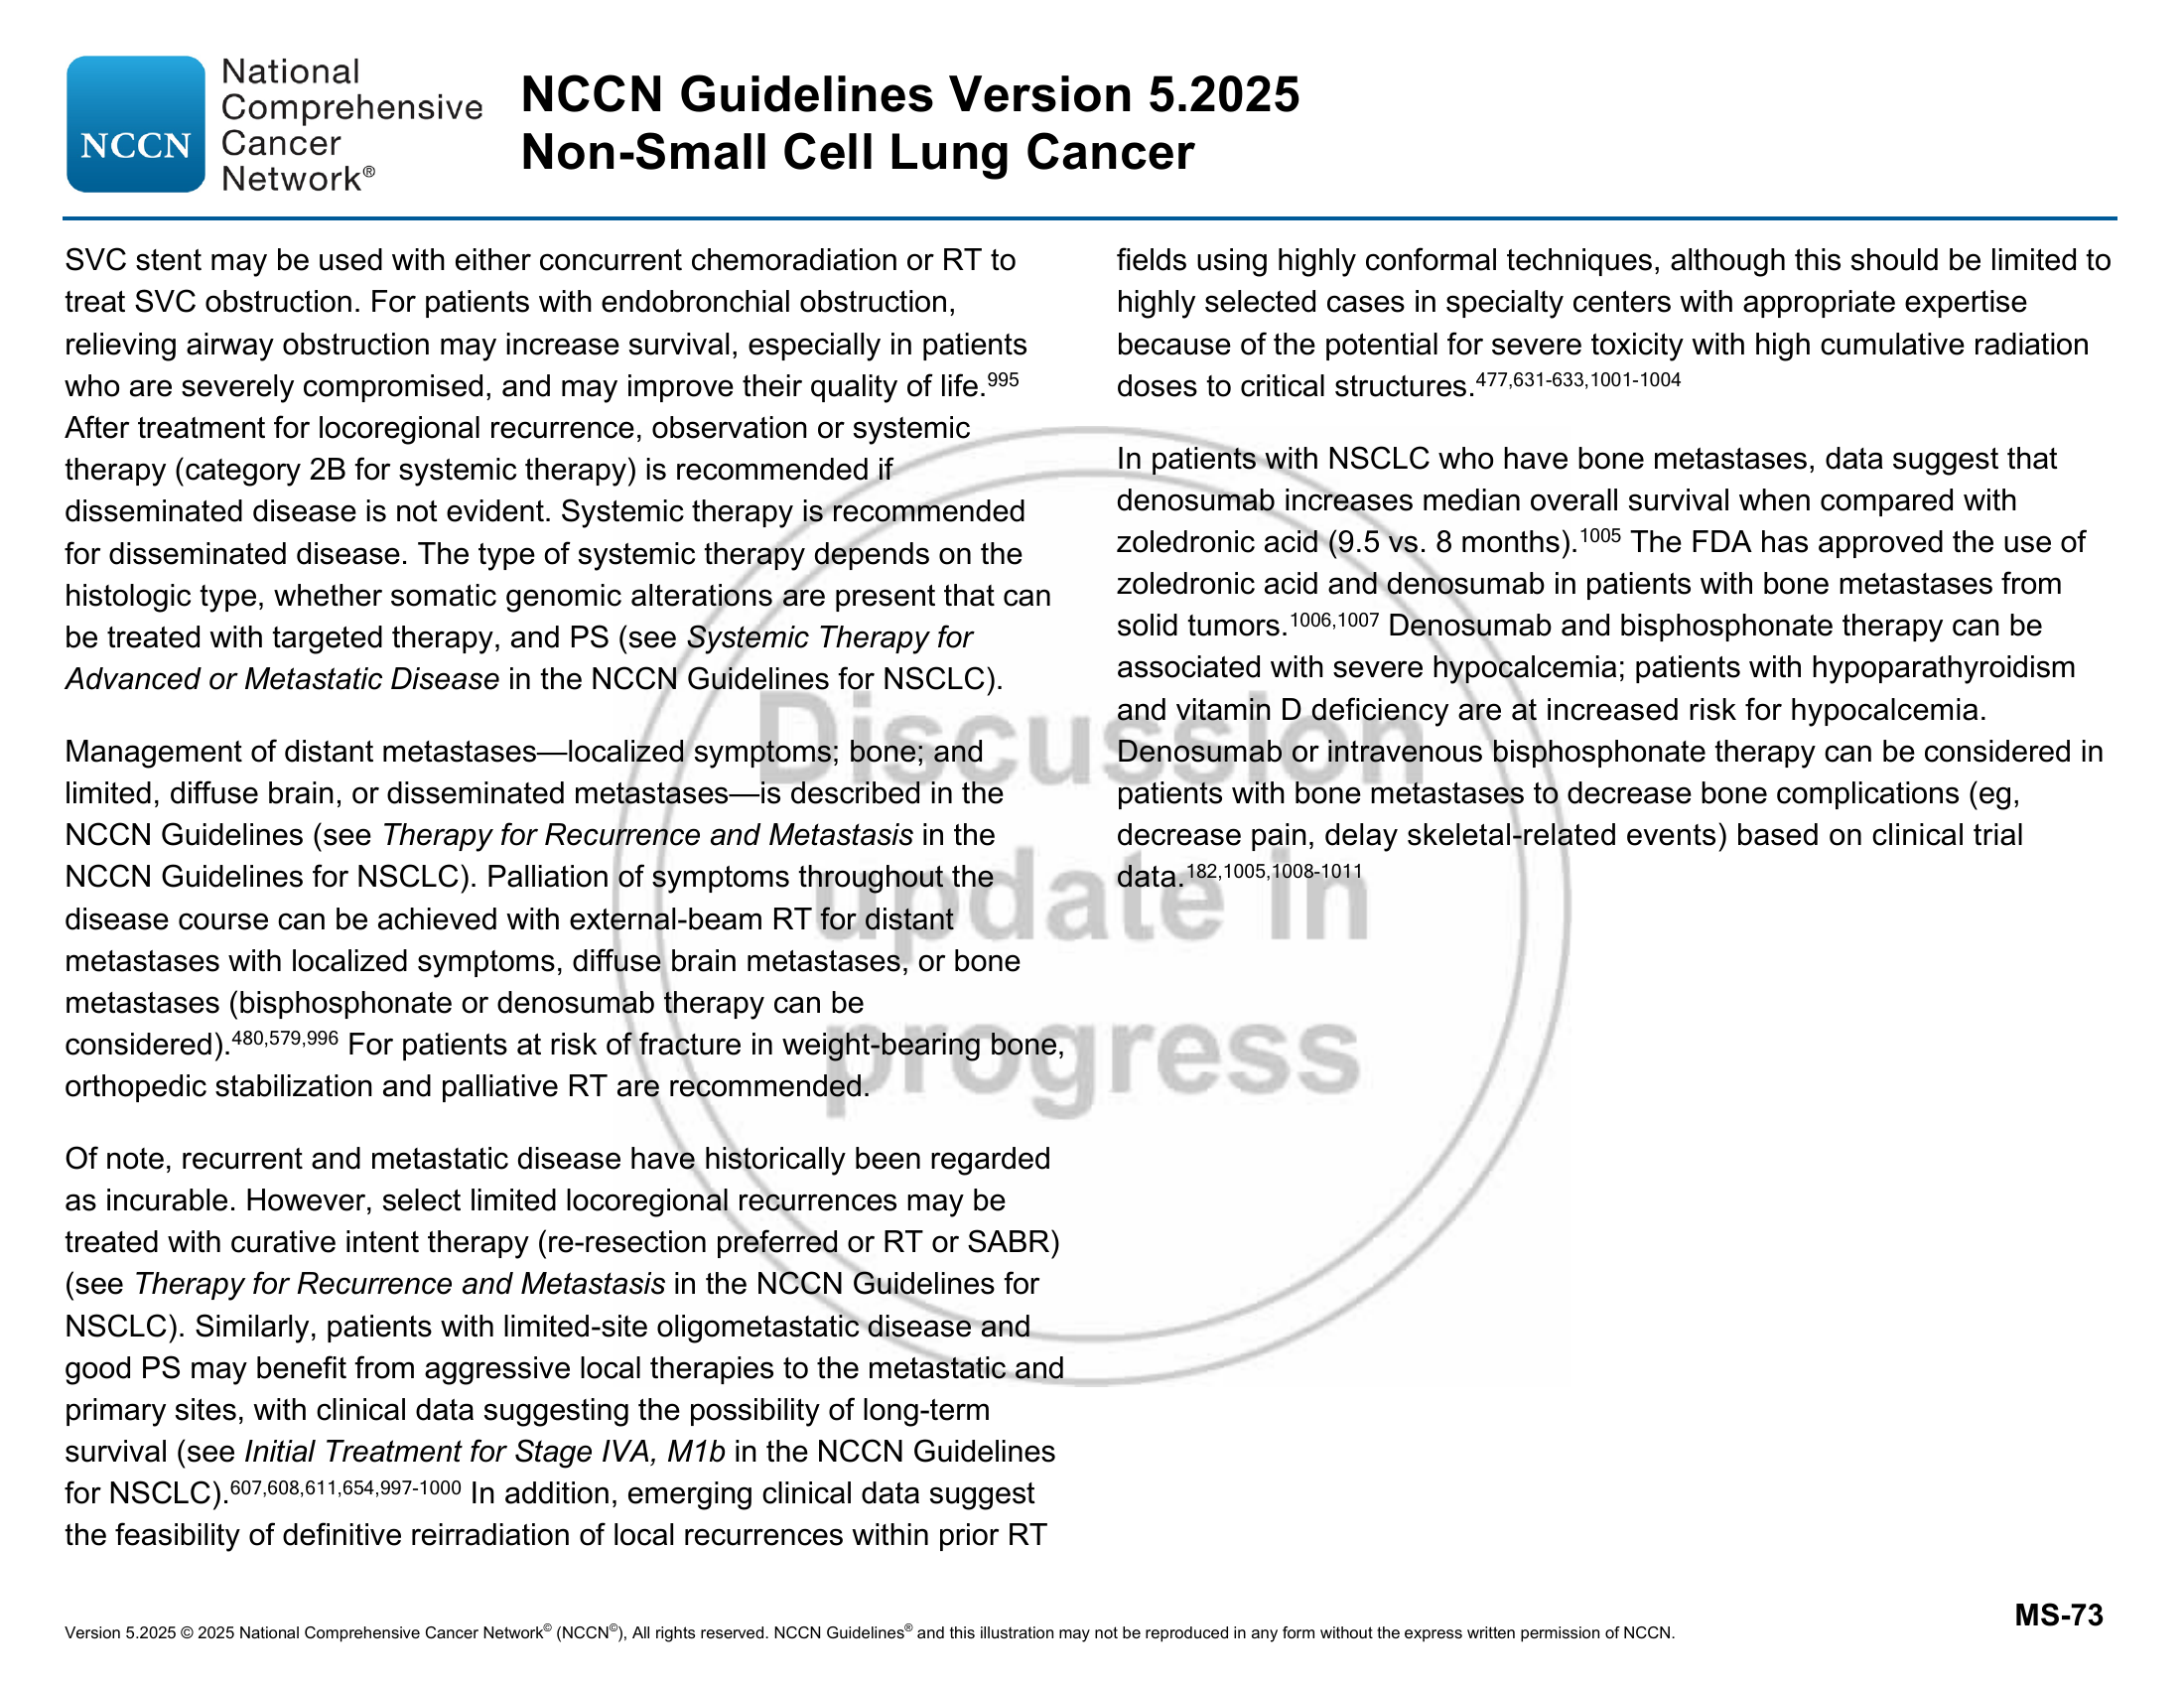 NCCN
National
Comprehensive
Cancer
Network®
NCCN Guidelines Version 5.2025
Non-Small Cell Lung Cancer
SVC stent may be used with either concurrent chemoradiation or RT to
treat SVC obstruction. For patients with endobronchial obstruction,
relieving airway obstruction may increase survival, especially in patients
who are severely compromised, and may improve their quality of life.995
After treatment for locoregional recurrence, observation or systemic
therapy (category 2B for systemic therapy) is recommended if
disseminated disease is not evident. Systemic therapy is recommended
for disseminated disease. The type of systemic therapy depends on the
histologic type, whether somatic genomic alterations are present that can
be treated with targeted therapy, and PS (see Systemic Therapy for
Advanced or Metastatic Disease in the NCCN Guidelines for NSCLC).
Management of distant metastases—localized symptoms; bone; and
limited, diffuse brain, or disseminated metastases—is described in the
NCCN Guidelines (see Therapy for Recurrence and Metastasis in the
NCCN Guidelines for NSCLC). Palliation of symptoms throughout the
disease course can be achieved with external-beam RT for distant
metastases with localized symptoms, diffuse brain metastases, or bone
metastases (bisphosphonate or denosumab therapy can be
considered).480,579,996 For patients at risk of fracture in weight-bearing bone,
orthopedic stabilization and palliative RT are recommended.
Of note, recurrent and metastatic disease have historically been regarded
as incurable. However, select limited locoregional recurrences may be
treated with curative intent therapy (re-resection preferred or RT or SABR)
(see Therapy for Recurrence and Metastasis in the NCCN Guidelines for
NSCLC). Similarly, patients with limited-site oligometastatic disease and
good PS may benefit from aggressive local therapies to the metastatic and
primary sites, with clinical data suggesting the possibility of long-term
survival (see Initial Treatment for Stage IVA, M1b in the NCCN Guidelines
for NSCLC).607,608,611,654,997-1000 In addition, emerging clinical data suggest
the feasibility of definitive reirradiation of local recurrences within prior RT
fields using highly conformal techniques, although this should be limited to
highly selected cases in specialty centers with appropriate expertise
because of the potential for severe toxicity with high cumulative radiation
doses to critical structures.477,631-633,1001-1004
In patients with NSCLC who have bone metastases, data suggest that
denosumab increases median overall survival when compared with
zoledronic acid (9.5 vs. 8 months).1005 The FDA has approved the use of
zoledronic acid and denosumab in patients with bone metastases from
solid tumors.1006,1007 Denosumab and bisphosphonate therapy can be
associated with severe hypocalcemia; patients with hypoparathyroidism
and vitamin D deficiency are at increased risk for hypocalcemia.
Denosumab or intravenous bisphosphonate therapy can be considered in
patients with bone metastases to decrease bone complications (eg,
decrease pain, delay skeletal-related events) based on clinical trial
data.182,1005,1008-1011
Discussion
update in
progress
MS-73
Version 5.2025 © 2025 National Comprehensive Cancer Network© (NCCN©), All rights reserved. NCCN Guidelines® and this illustration may not be reproduced in any form without the express written permission of NCCN.